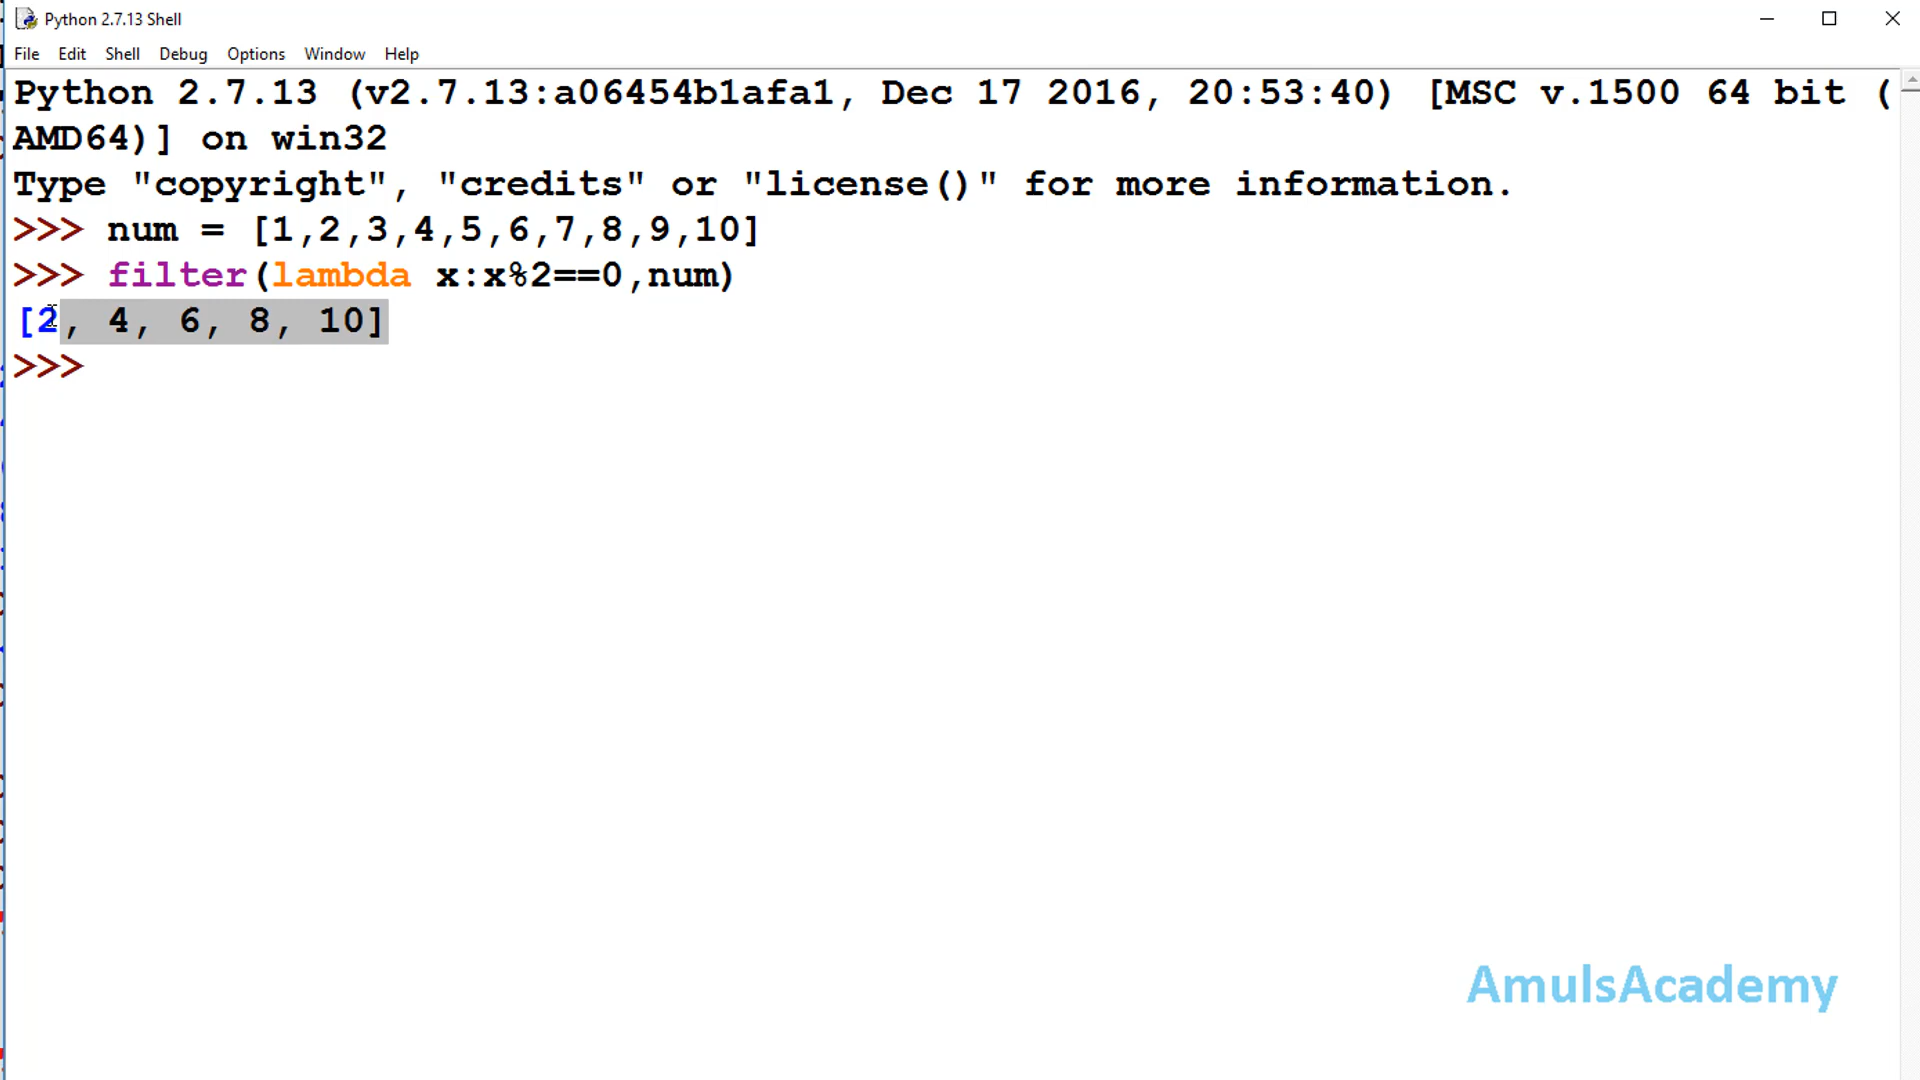 Python 2.7.13 Shell
File Edit Shell Debug Options Window Help
Python 2.7.13 (v2.7.13:a06454b1afa1, Dec 17 2016, 20:53:40) [MSC v.1500 64 bit (
AMD64)] on win32
Type "copyright", "credits" or "license()" for more information.
>>> num = [1,2,3,4,5,6,7,8,9,10]
>>> filter(lambda x:x%2==0,num)
[2, 4, 6, 8, 10]
>>>
AmulsAcademy